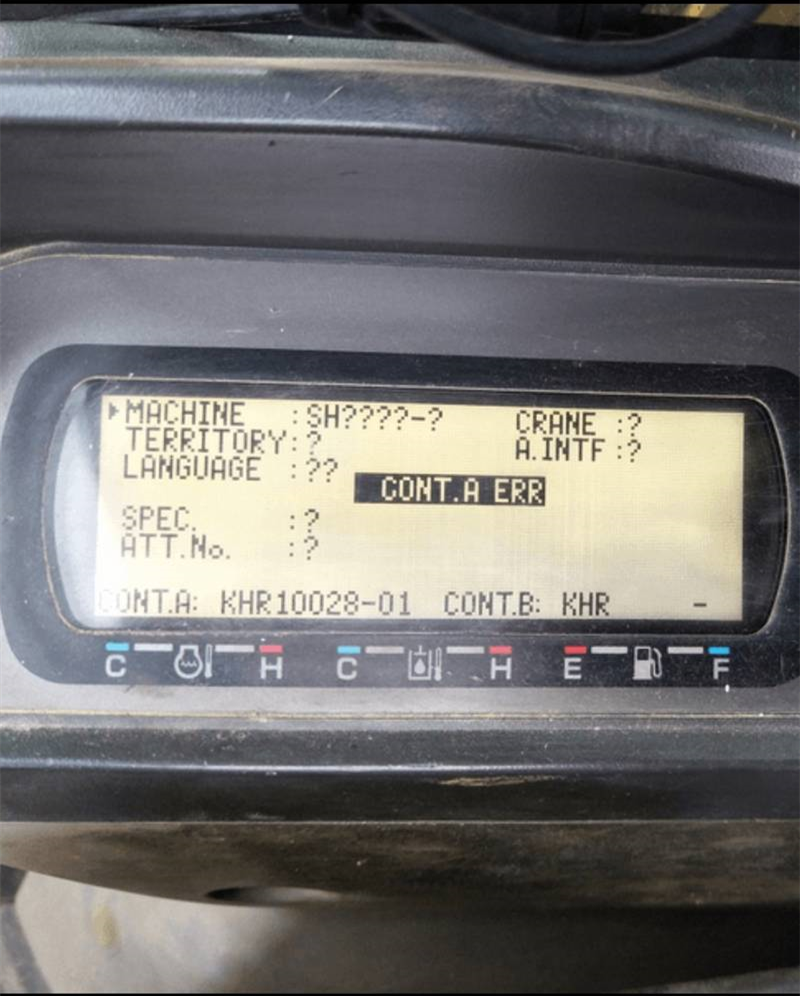 ▶MACHINE :SH????-? CRANE :?
TERRITORY:? A.INTF :?
LANGUAGE :??
CONT.A ERR
SPEC. :?
ATT.No. :?
CONT.A: KHR10028-01 CONT.B: KHR -
C H C H E F